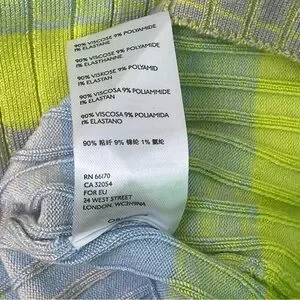 90% VISCOSE 9% POLYAMIDE
1% ELASTANE
90% VISCOSE 9% POLYAMIDE
1% ELASTHANNE
90% VISKOSE 9% POLYAMID
1% ELASTAN
90% VISCOSA 9% POLIAMMIDE
1% ELASTAN
90% VISCOSA 9% POLIAMIDA
1% ELASTANO
90% 粘纤 9% 锦纶 1% 氨纶
RN 66170
CA 32054
FOR EU
24 WEST STREET
LONDON, WC2H9NA